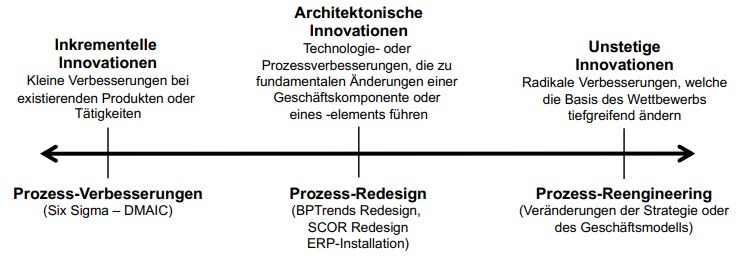 Inkrementelle
Innovationen
Kleine Verbesserungen bei
existierenden Produkten oder
Tätigkeiten
Architektonische
Innovationen
Technologie- oder
Prozessverbesserungen, die zu
fundamentalen Änderungen einer
Geschäftskomponente oder
eines -elements führen
Unstetige
Innovationen
Radikale Verbesserungen, welche
die Basis des Wettbewerbs
tiefgreifend ändern
Prozess-Verbesserungen
(Six Sigma – DMAIC)
Prozess-Redesign
(BPTrends Redesign,
SCOR Redesign
ERP-Installation)
Prozess-Reengineering
(Veränderungen der Strategie oder
des Geschäftsmodells)